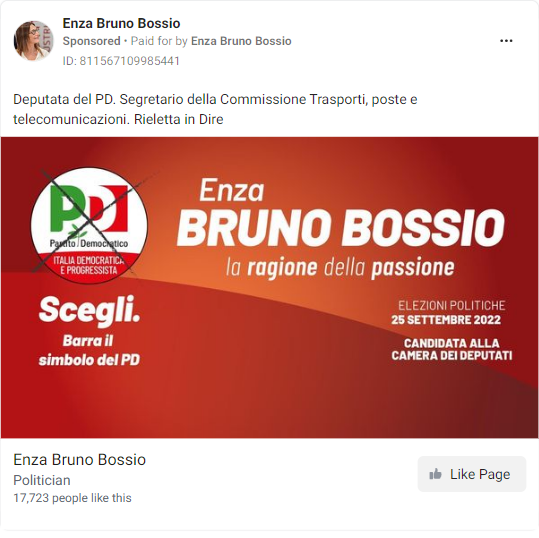 Enza Bruno Bossio
Sponsored • Paid for by Enza Bruno Bossio
ID: 811567109985441
Deputata del PD. Segretario della Commissione Trasporti, poste e
telecomunicazioni. Rieletta in Dire
PD
Partito Democratico
ITALIA DEMOCRATICA
E PROGRESSISTA
Enza
BRUNO BOSSIO
la ragione della passione
Scegli.
Barra il
simbolo del PD
ELEZIONI POLITICHE
25 SETTEMBRE 2022
CANDIDATA ALLA
CAMERA DEI DEPUTATI
Enza Bruno Bossio
Politician
17,723 people like this
Like Page